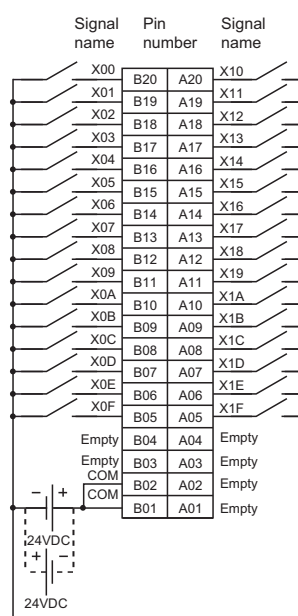 Signal name Pin number Signal name
X00 B20 A20 X10
X01 B19 A19 X11
X02 B18 A18 X12
X03 B17 A17 X13
X04 B16 A16 X14
X05 B15 A15 X15
X06 B14 A14 X16
X07 B13 A13 X17
X08 B12 A12 X18
X09 B11 A11 X19
X0A B10 A10 X1A
X0B B09 A09 X1B
X0C B08 A08 X1C
X0D B07 A07 X1D
X0E B06 A06 X1E
X0F B05 A05 X1F
Empty B04 A04 Empty
Empty B03 A03 Empty
COM B02 A02 Empty
COM B01 A01 Empty
− +
24VDC
+ −
24VDC